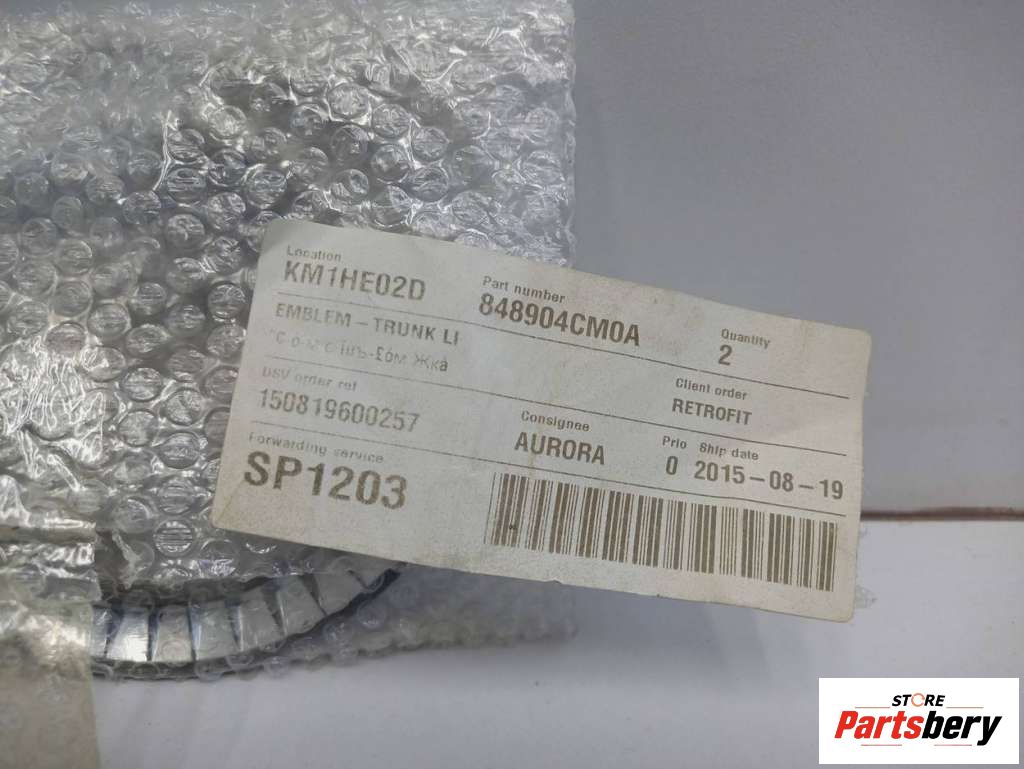 Location
KM1HE02D
Part number
848904CM0A
Quantity
2
EMBLEM-TRUNK LI
Client order
RETROFIT
DSV order ref
150819600257
Consignee
AURORA
Prio
0
Ship date
2015-08-19
Forwarding service
SP1203
STORE
Partsbery